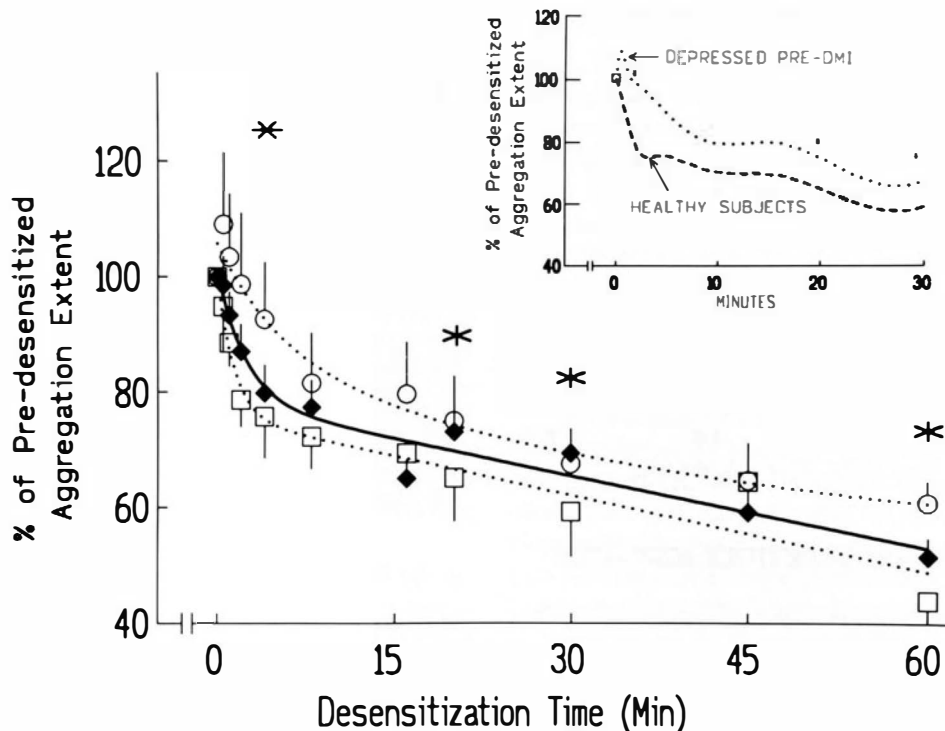 % of Pre-desensitized
Aggregation Extent
120
100
80
60
40
0
15
30
45
60
Desensitization Time (Min)
% of Pre-desensitized
Aggregation Extent
120
100
80
60
40
DEPRESSED PRE-DMI
HEALTHY SUBJECTS
0
10
20
30
MINUTES